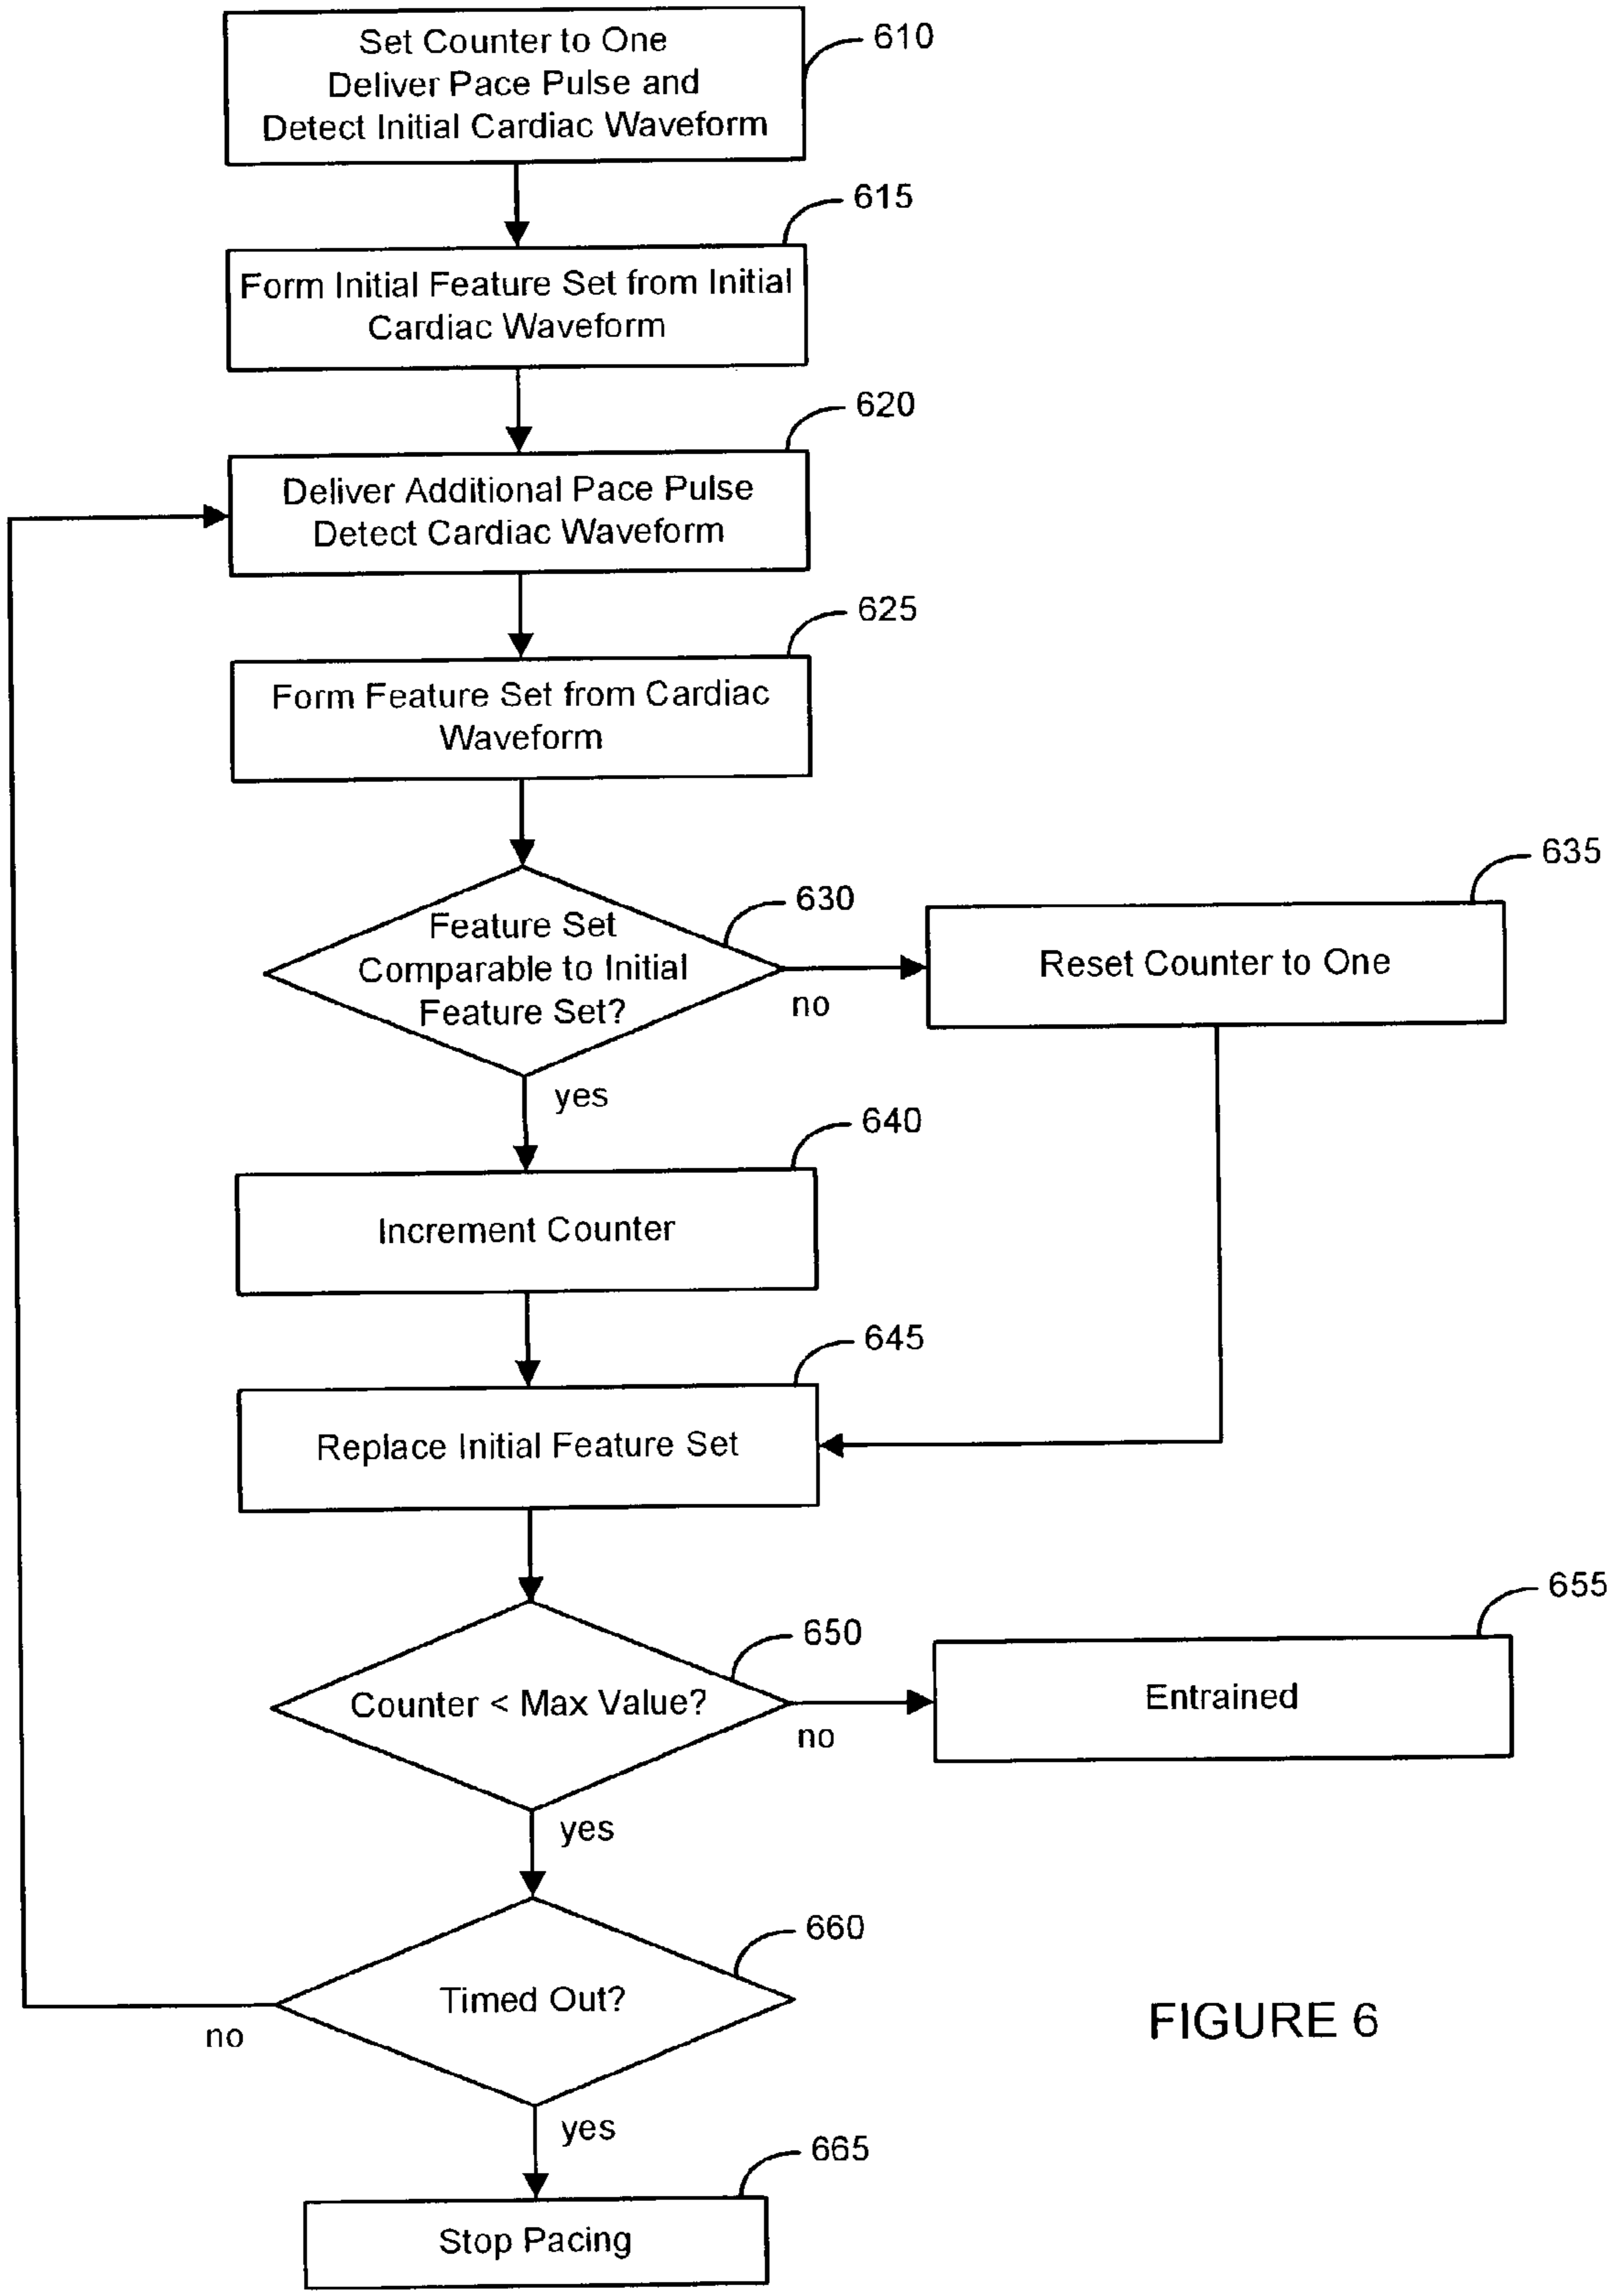 Set Counter to One
Deliver Pace Pulse and
Detect Initial Cardiac Waveform
610
615
Form Initial Feature Set from Initial
Cardiac Waveform
620
Deliver Additional Pace Pulse
Detect Cardiac Waveform
625
Form Feature Set from Cardiac
Waveform
630
Feature Set
Comparable to Initial
Feature Set?
no
635
Reset Counter to One
yes
640
Increment Counter
645
Replace Initial Feature Set
650
Counter < Max Value?
no
655
Entrained
yes
660
Timed Out?
no
yes
665
Stop Pacing
FIGURE 6